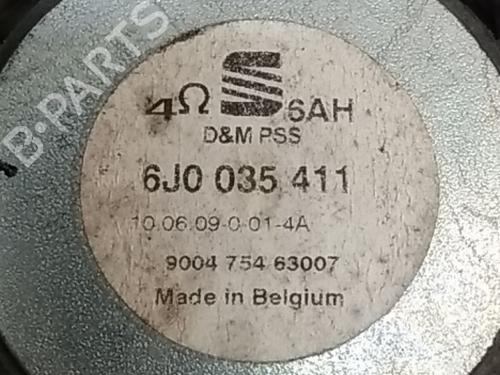 B-PARTS
4Ω 6AH
D&M PSS
6J0 035 411
10.06.09-0-01-4A
9004 754 63007
Made in Belgium